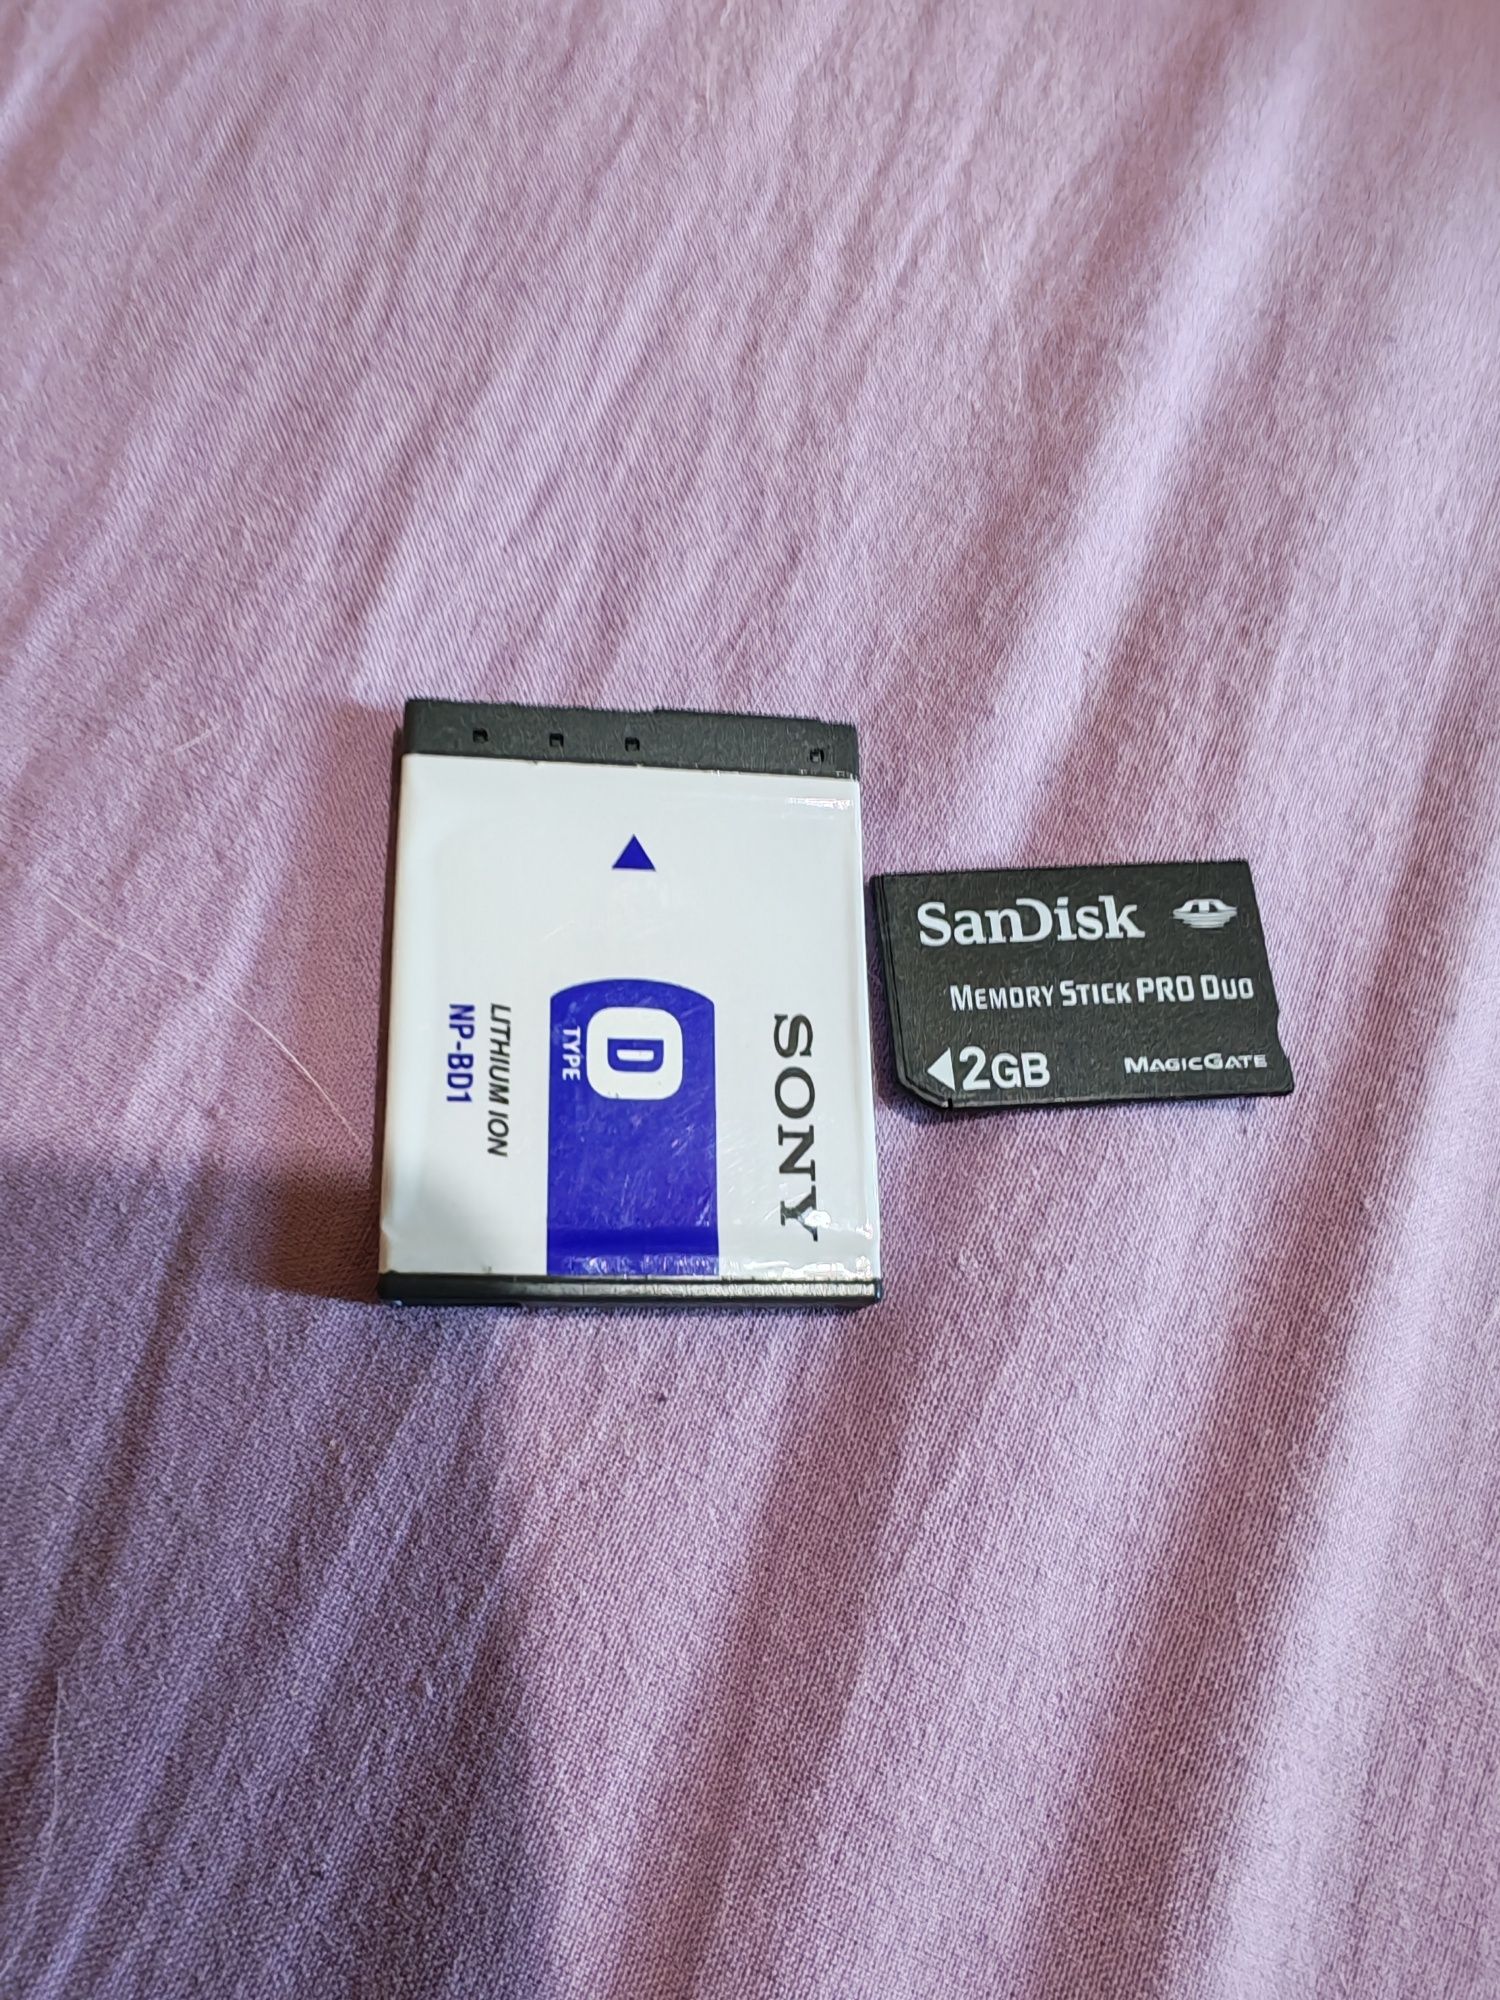 SONY
D
TYPE
LITHIUM ION
NP-BD1
SanDisk
MEMORY STICK PRO DUO
2GB
MAGICGATE